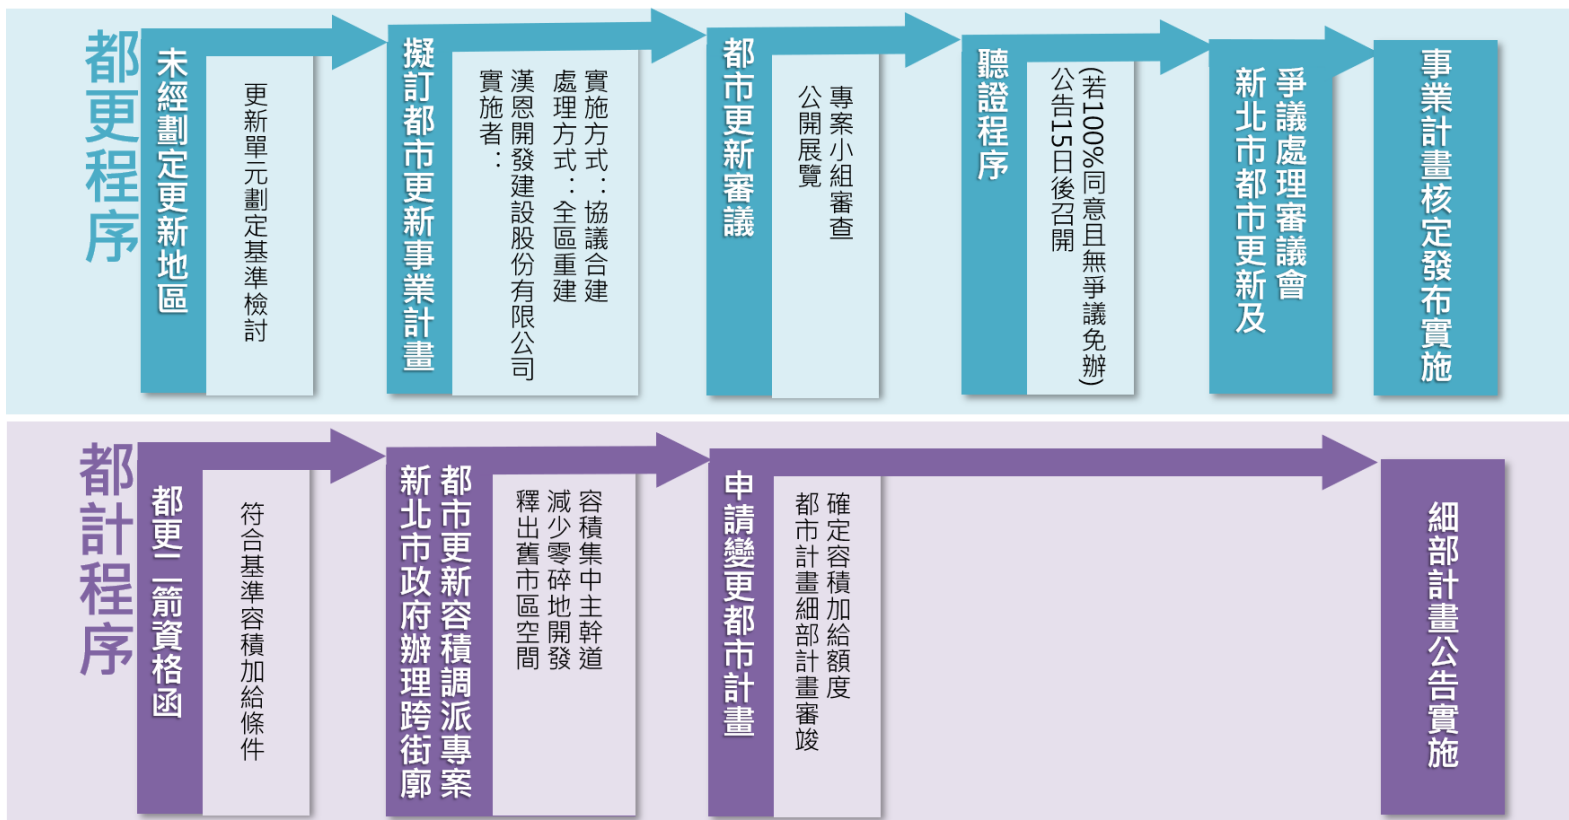 都更程序
未經劃定更新地區
更新單元劃定基準檢討
擬訂都市更新事業計畫
實施者：
漢恩開發建設股份有限公司
處理方式：全區重建
實施方式：協議合建
都市更新審議
公開展覽
專案小組審查
聽證程序
公告15日後召開
(若100%同意且無爭議免辦)
新北市都市更新及
爭議處理審議會
事業計畫核定發布實施
都計程序
都更二箭資格函
符合基準容積加給條件
新北市政府辦理跨街廓
都市更新容積調派專案
釋出舊市區空間
減少零碎地開發
容積集中主幹道
申請變更都市計畫
都市計畫細部計畫審竣
確定容積加給額度
細部計畫公告實施